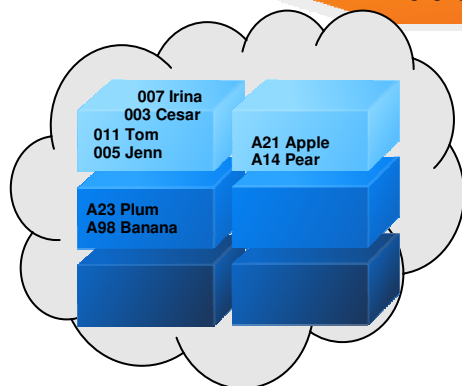 007 Irina
003 Cesar
011 Tom
005 Jenn
A21 Apple
A14 Pear
A23 Plum
A98 Banana